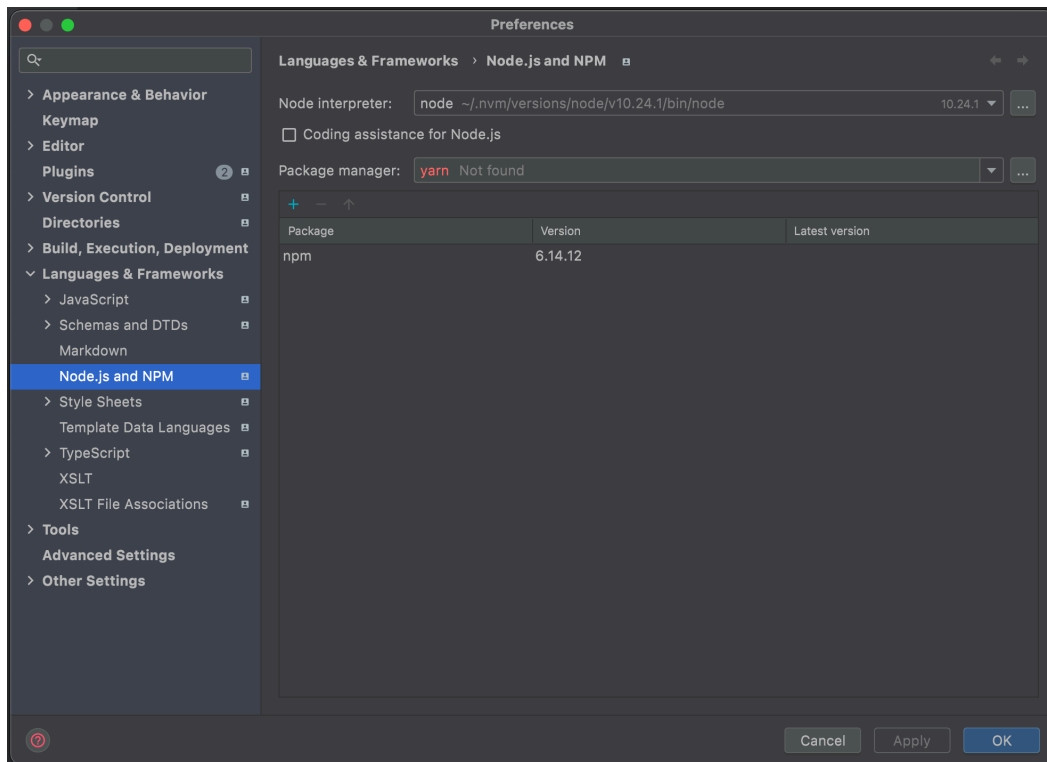 Preferences
Languages & Frameworks › Node.js and NPM
Appearance & Behavior
Keymap
Editor
Plugins 2
Version Control
Directories
Build, Execution, Deployment
Languages & Frameworks
JavaScript
Schemas and DTDs
Markdown
Node.js and NPM
Style Sheets
Template Data Languages
TypeScript
XSLT
XSLT File Associations
Tools
Advanced Settings
Other Settings
Node interpreter: node ~/.nvm/versions/node/v10.24.1/bin/node 10.24.1 ...
Coding assistance for Node.js
Package manager: yarn Not found ...
Package Version Latest version
npm 6.14.12
? Cancel Apply OK